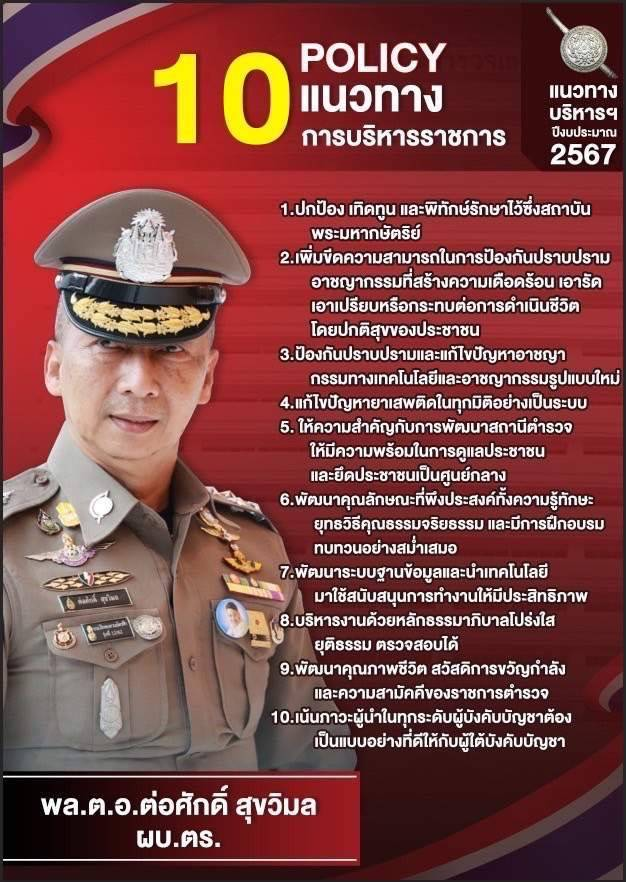 10
POLICY
แนวทาง
การบริหารราชการ
แนวทาง
บริหารฯ
ปีงบประมาณ
2567
1.ปกป้อง เทิดทูน และพิทักษ์รักษาไว้ซึ่งสถาบัน
พระมหากษัตริย์
2.เพิ่มขีดความสามารถในการป้องกันปราบปราม
อาชญากรรมที่สร้างความเดือดร้อน เอารัด
เอาเปรียบหรือกระทบต่อการดำเนินชีวิต
โดยปกติสุขของประชาชน
3.ป้องกันปราบปรามและแก้ไขปัญหาอาชญา
กรรมทางเทคโนโลยีและอาชญากรรมรูปแบบใหม่
4.แก้ไขปัญหายาเสพติดในทุกมิติอย่างเป็นระบบ
5. ให้ความสำคัญกับการพัฒนาสถานีตำรวจ
ให้มีความพร้อมในการดูแลประชาชน
และยึดประชาชนเป็นศูนย์กลาง
6.พัฒนาคุณลักษณะที่พึงประสงค์ทั้งความรู้ทักษะ
ยุทธวิธีคุณธรรมจริยธรรม และมีการฝึกอบรม
ทบทวนอย่างสม่ำเสมอ
7.พัฒนาระบบฐานข้อมูลและนำเทคโนโลยี
มาใช้สนับสนุนการทำงานให้มีประสิทธิภาพ
8.บริหารงานด้วยหลักธรรมาภิบาลโปร่งใส
ยุติธรรม ตรวจสอบได้
9.พัฒนาคุณภาพชีวิต สวัสดิการขวัญกำลัง
และความสามัคคีของราชการตำรวจ
10.เน้นภาวะผู้นำในทุกระดับผู้บังคับบัญชาต้อง
เป็นแบบอย่างที่ดีให้กับผู้ใต้บังคับบัญชา
ต่อศักดิ์ สุขวิมล
พล.ต.อ.ต่อศักดิ์ สุขวิมล
ผบ.ตร.